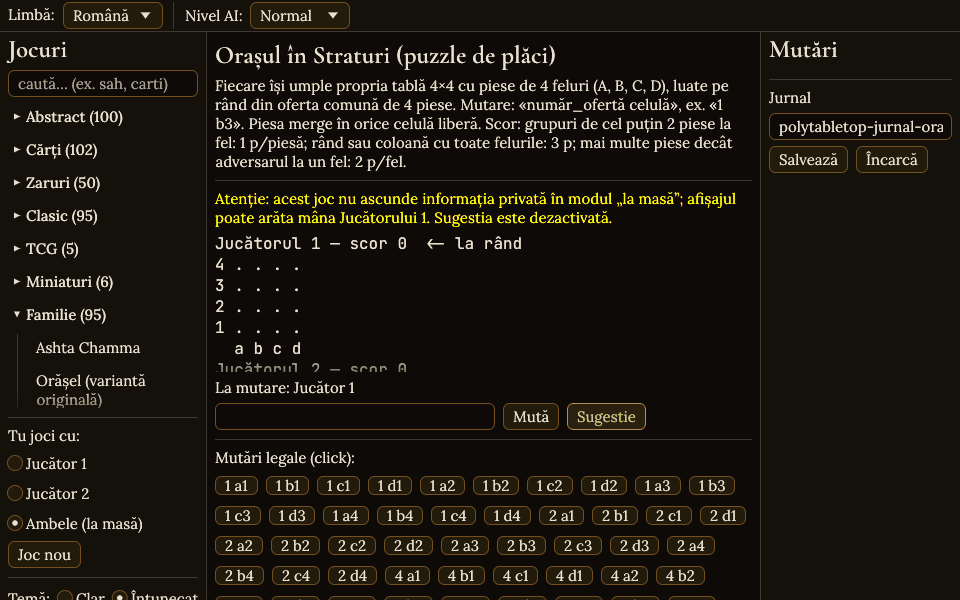 Limbă: Română ▼ Nivel AI: Normal ▼
Jocuri
caută... (ex. sah, carti)
▸ Abstract (100)
▸ Cărți (102)
▸ Zaruri (50)
▸ Clasic (95)
▸ TCG (5)
▸ Miniaturi (6)
▾ Familie (95)
Ashta Chamma
Orășel (variantă
originală)
Tu joci cu:
Jucător 1
Jucător 2
Ambele (la masă)
Joc nou
Temă: Clar Întunecat
Orașul în Straturi (puzzle de plăci)
Fiecare își umple propria tablă 4×4 cu piese de 4 feluri (A, B, C, D), luate pe
rând din oferta comună de 4 piese. Mutare: «număr_ofertă celulă», ex. «1
b3». Piesa merge în orice celulă liberă. Scor: grupuri de cel puțin 2 piese la
fel: 1 p/piesă; rând sau coloană cu toate felurile: 3 p; mai multe piese decât
adversarul la un fel: 2 p/fel.
Atenție: acest joc nu ascunde informația privată în modul „la masă”; afișajul
poate arăta mâna Jucătorului 1. Sugestia este dezactivată.
Jucătorul 1 — scor 0 ← la rând
4 . . . .
3 . . . .
2 . . . .
1 . . . .
a b c d
Jucătorul 2 — scor 0
La mutare: Jucător 1
Mută Sugestie
Mutări legale (click):
1 a1 1 b1 1 c1 1 d1 1 a2 1 b2 1 c2 1 d2 1 a3 1 b3
1 c3 1 d3 1 a4 1 b4 1 c4 1 d4 2 a1 2 b1 2 c1 2 d1
2 a2 2 b2 2 c2 2 d2 2 a3 2 b3 2 c3 2 d3 2 a4
2 b4 2 c4 2 d4 4 a1 4 b1 4 c1 4 d1 4 a2 4 b2
Mutări
Jurnal
polytabletop-jurnal-ora
Salvează Încarcă